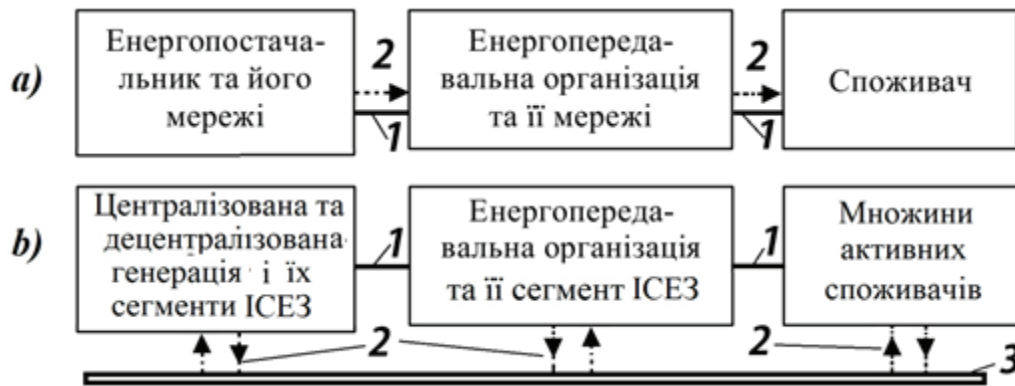 а)
Енергопостача-
альник та його
мережі
2
1
Енергопереда-
вальна організація
та її мережі
2
1
Споживач
b)
Централізована та
децентралізована
генерація і їх
сегменти ІСЕЗ
1
Енергопереда-
вальна організація
та її сегмент ІСЕЗ
1
Множини
активних
споживачів
2
2
3